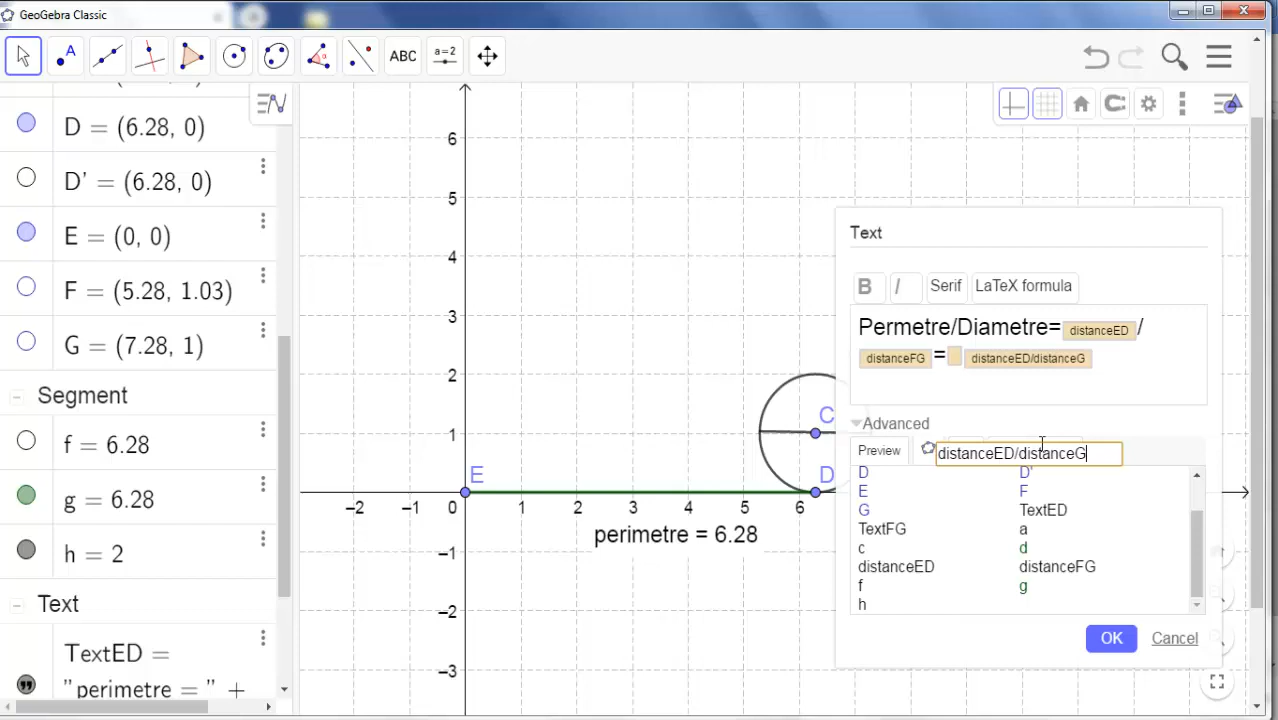 GeoGebra Classic
A
ABC
a=2
D = (6.28, 0)
D' = (6.28, 0)
E = (0, 0)
F = (5.28, 1.03)
G = (7.28, 1)
Segment
f = 6.28
g = 6.28
h = 2
Text
TextED =
"perimetre = " +
6
5
4
3
2
1
−2 −1 0 1 2 3 4 5 6
−1
−2
−3
E
C
D
perimetre = 6.28
Text
B I Serif LaTeX formula
Permetre/Diametre= distanceED /
distanceFG = distanceED/distanceG
Advanced
Preview
distanceED/distanceG
D D'
E F
G TextED
TextFG a
c d
distanceED distanceFG
f g
h
OK Cancel